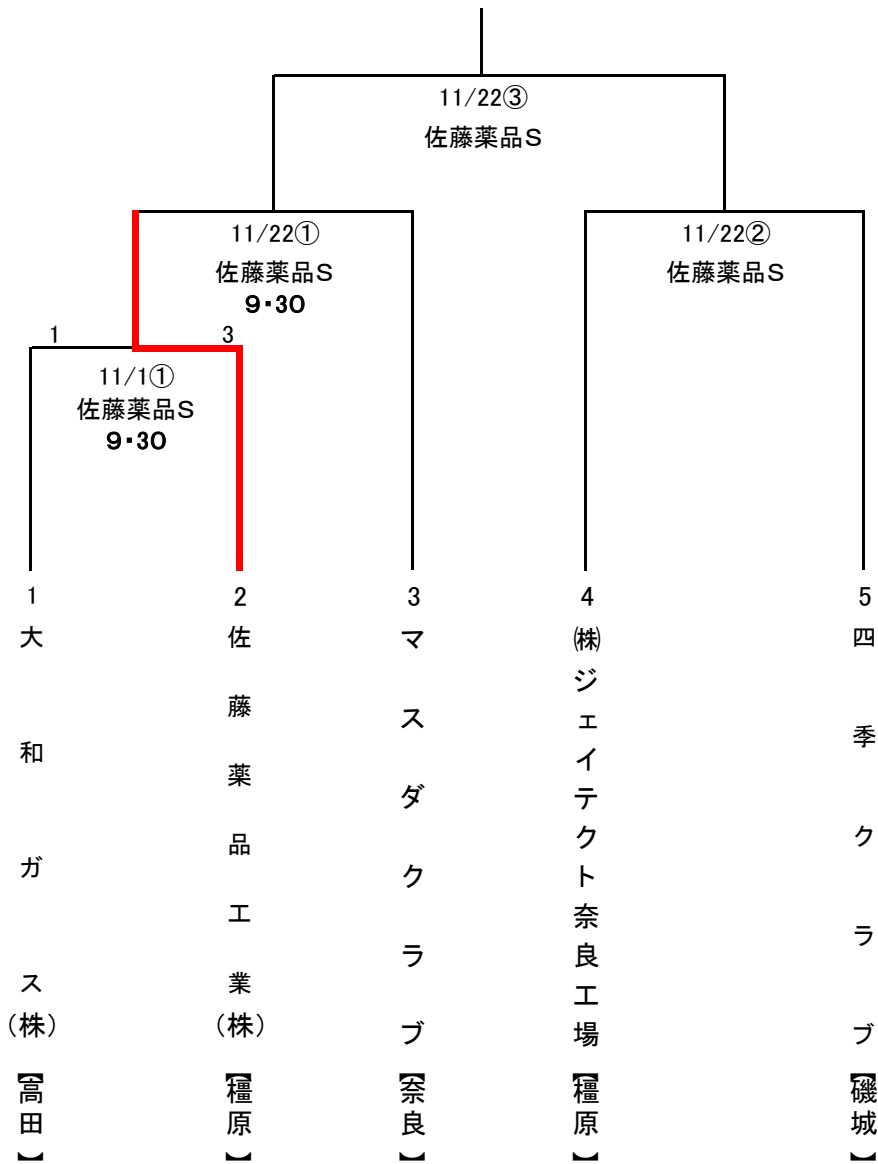 11/22③
佐藤薬品S
11/22①
佐藤薬品S
9・30
11/22②
佐藤薬品S
1
3
11/1①
佐藤薬品S
9・30
1
大和ガス(株)【高田】
2
佐藤薬品工業(株)【橿原】
3
マスダクラブ【奈良】
4
㈱ジェイテクト奈良工場【橿原】
5
四季クラブ【磯城】